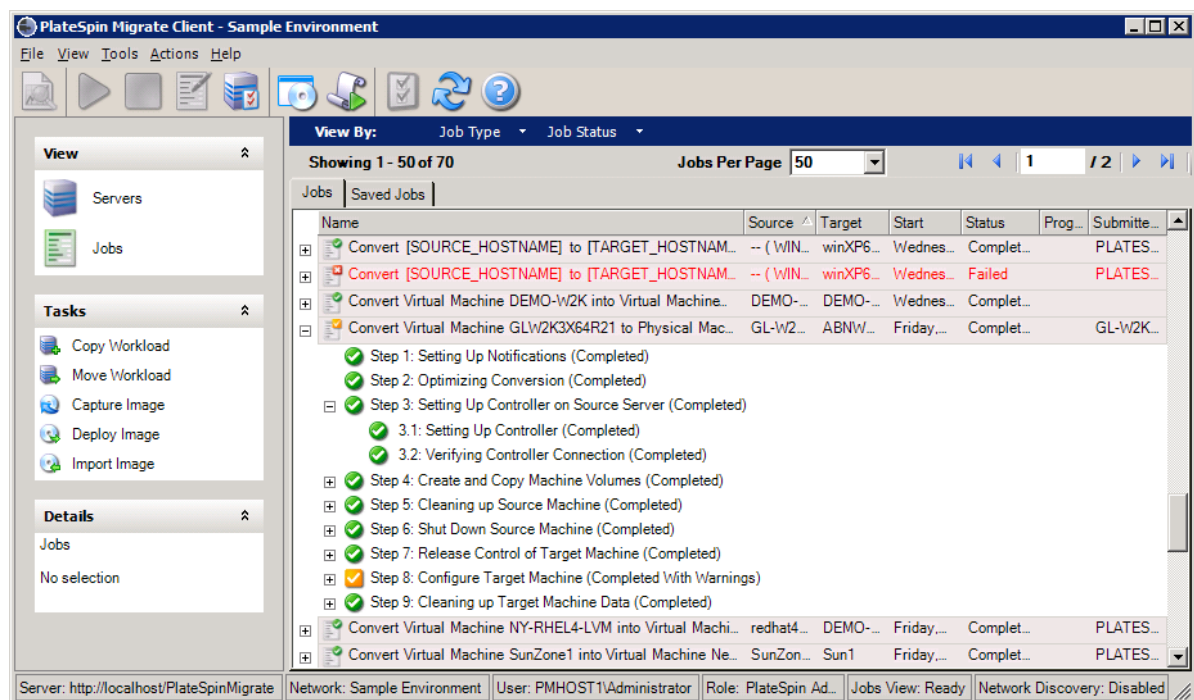 PlateSpin Migrate Client - Sample Environment
File View Tools Actions Help
View By: Job Type Job Status
Showing 1 - 50 of 70 Jobs Per Page 50 1 / 2
Jobs Saved Jobs
View
Servers
Jobs
Tasks
Copy Workload
Move Workload
Capture Image
Deploy Image
Import Image
Details
Jobs
No selection
Name Source Target Start Status Prog... Submitte...
Convert [SOURCE_HOSTNAME] to [TARGET_HOSTNAM... -- ( WIN... winXP6... Wednes... Complet... PLATES...
Convert [SOURCE_HOSTNAME] to [TARGET_HOSTNAM... -- ( WIN... winXP6... Wednes... Failed PLATES...
Convert Virtual Machine DEMO-W2K into Virtual Machine... DEMO-... DEMO-... Wednes... Complet...
Convert Virtual Machine GLW2K3X64R21 to Physical Mac... GL-W2... ABNW... Friday,... Complet... GL-W2K...
Step 1: Setting Up Notifications (Completed)
Step 2: Optimizing Conversion (Completed)
Step 3: Setting Up Controller on Source Server (Completed)
3.1: Setting Up Controller (Completed)
3.2: Verifying Controller Connection (Completed)
Step 4: Create and Copy Machine Volumes (Completed)
Step 5: Cleaning up Source Machine (Completed)
Step 6: Shut Down Source Machine (Completed)
Step 7: Release Control of Target Machine (Completed)
Step 8: Configure Target Machine (Completed With Warnings)
Step 9: Cleaning up Target Machine Data (Completed)
Convert Virtual Machine NY-RHEL4-LVM into Virtual Machi... redhat4... DEMO-... Friday,... Complet... PLATES...
Convert Virtual Machine SunZone1 into Virtual Machine Ne... SunZon... Sun1 Friday,... Complet... PLATES...
Server: http://localhost/PlateSpinMigrate Network: Sample Environment User: PMHOST1\Administrator Role: PlateSpin Ad... Jobs View: Ready Network Discovery: Disabled